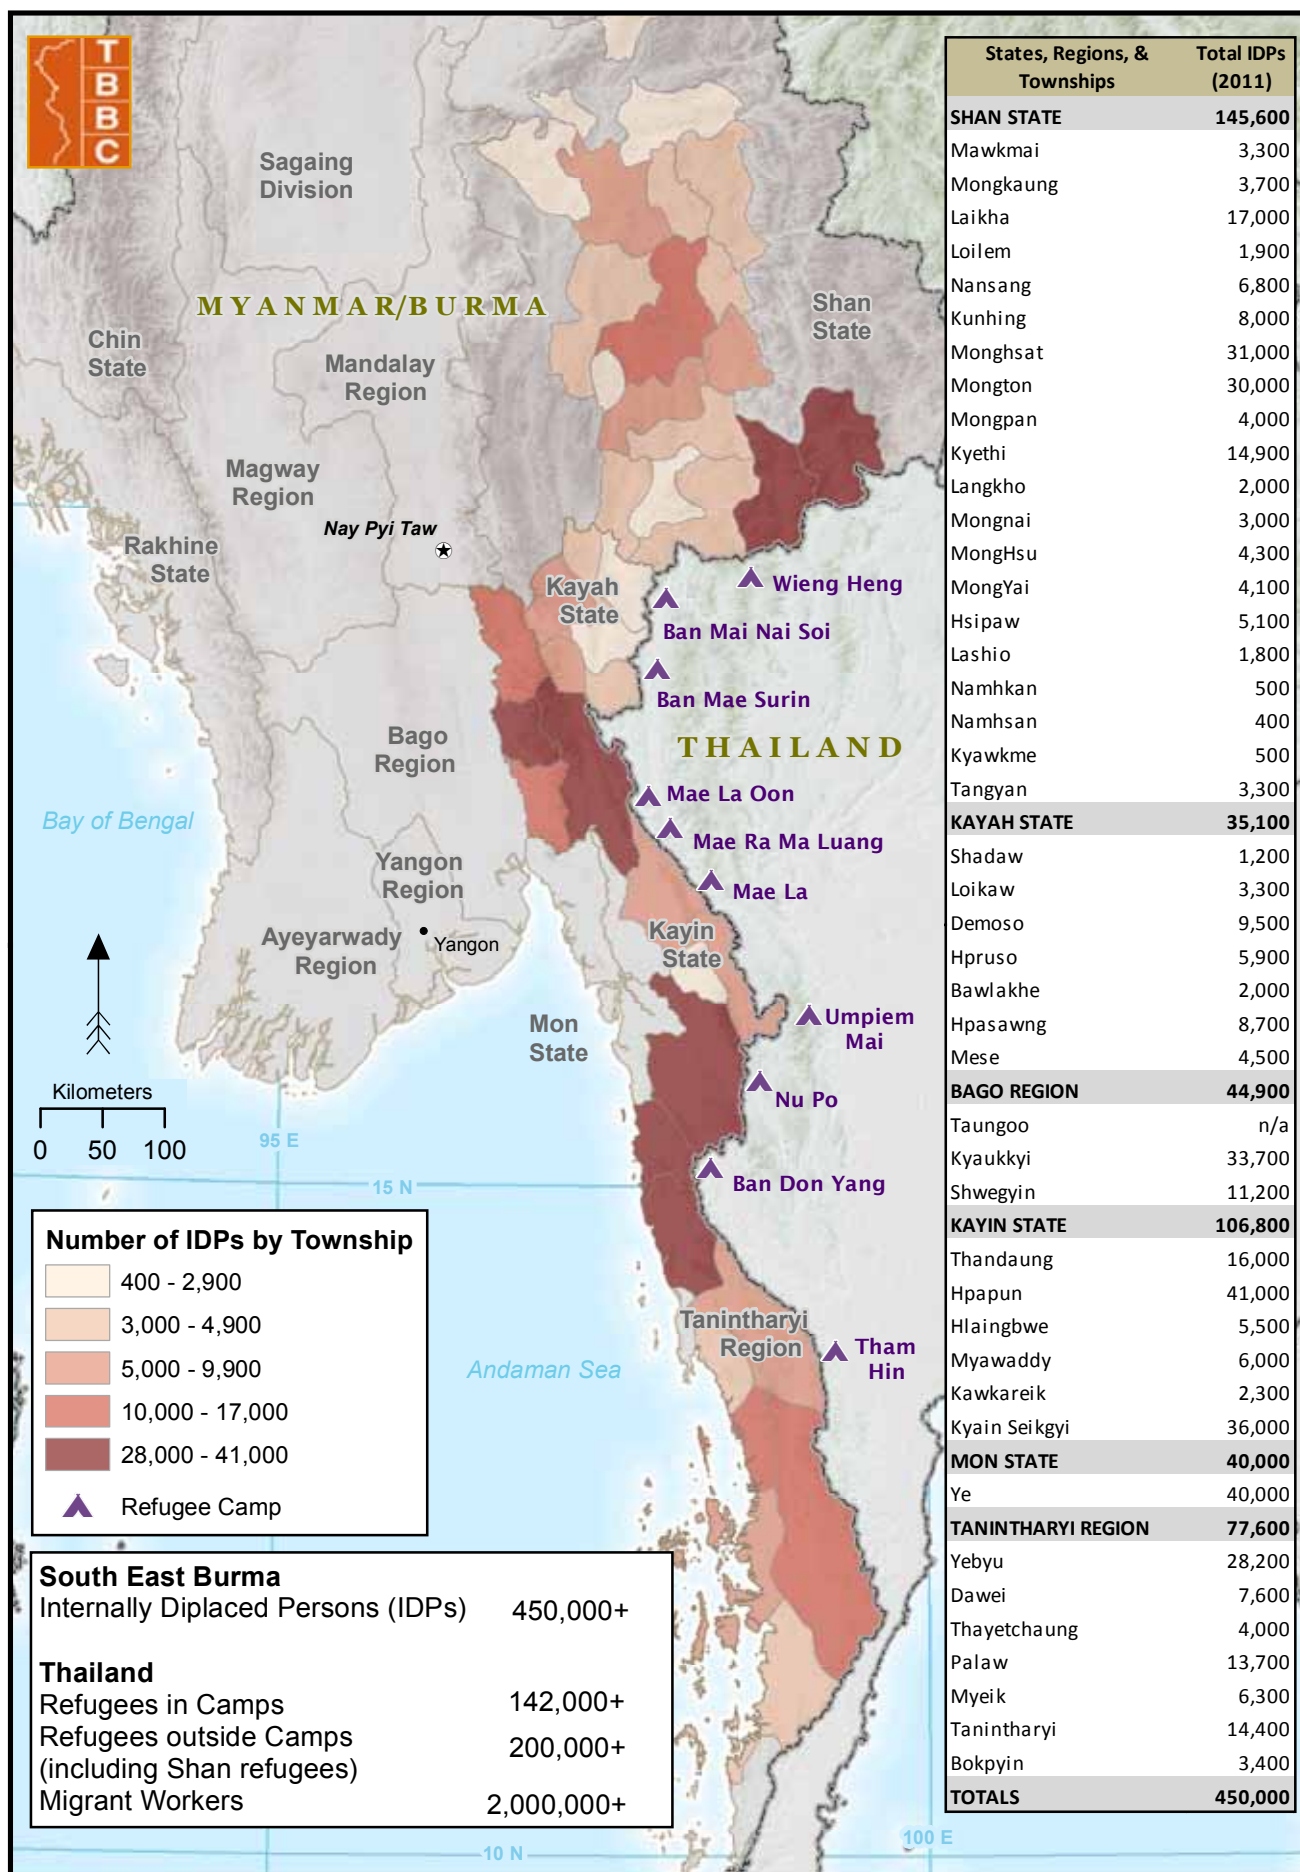 T
B
B
C
Sagaing
Division
MYANMAR/BURMA
Chin
State
Mandalay
Region
Shan
State
Magway
Region
Nay Pyi Taw
Rakhine
State
Kayah
State
Wieng Heng
Ban Mai Nai Soi
Ban Mae Surin
THAILAND
Bago
Region
Mae La Oon
Bay of Bengal
Mae Ra Ma Luang
Yangon
Region
Mae La
Kayin
State
Ayeyarwady
Region
Yangon
Mon
State
Umpiem
Mai
Nu Po
Kilometers
0 50 100
95 E
15 N
Ban Don Yang
Tanintharyi
Region
Tham
Hin
Andaman Sea
100 E
10 N
Number of IDPs by Township
400 - 2,900
3,000 - 4,900
5,000 - 9,900
10,000 - 17,000
28,000 - 41,000
Refugee Camp
South East Burma
Internally Diplaced Persons (IDPs) 450,000+
Thailand
Refugees in Camps 142,000+
Refugees outside Camps 200,000+
(including Shan refugees)
Migrant Workers 2,000,000+
States, Regions, & Total IDPs
Townships (2011)
SHAN STATE 145,600
Mawkmai 3,300
Mongkaung 3,700
Laikha 17,000
Loilem 1,900
Nansang 6,800
Kunhing 8,000
Monghsat 31,000
Mongton 30,000
Mongpan 4,000
Kyethi 14,900
Langkho 2,000
Mongnai 3,000
MongHsu 4,300
MongYai 4,100
Hsipaw 5,100
Lashio 1,800
Namhkan 500
Namhsan 400
Kyawkme 500
Tangyan 3,300
KAYAH STATE 35,100
Shadaw 1,200
Loikaw 3,300
Demoso 9,500
Hpruso 5,900
Bawlakhe 2,000
Hpasawng 8,700
Mese 4,500
BAGO REGION 44,900
Taungoo n/a
Kyaukkyi 33,700
Shwegyin 11,200
KAYIN STATE 106,800
Thandaung 16,000
Hpapun 41,000
Hlaingbwe 5,500
Myawaddy 6,000
Kawkareik 2,300
Kyain Seikgyi 36,000
MON STATE 40,000
Ye 40,000
TANINTHARYI REGION 77,600
Yebyu 28,200
Dawei 7,600
Thayetchaung 4,000
Palaw 13,700
Myeik 6,300
Tanintharyi 14,400
Bokpyin 3,400
TOTALS 450,000